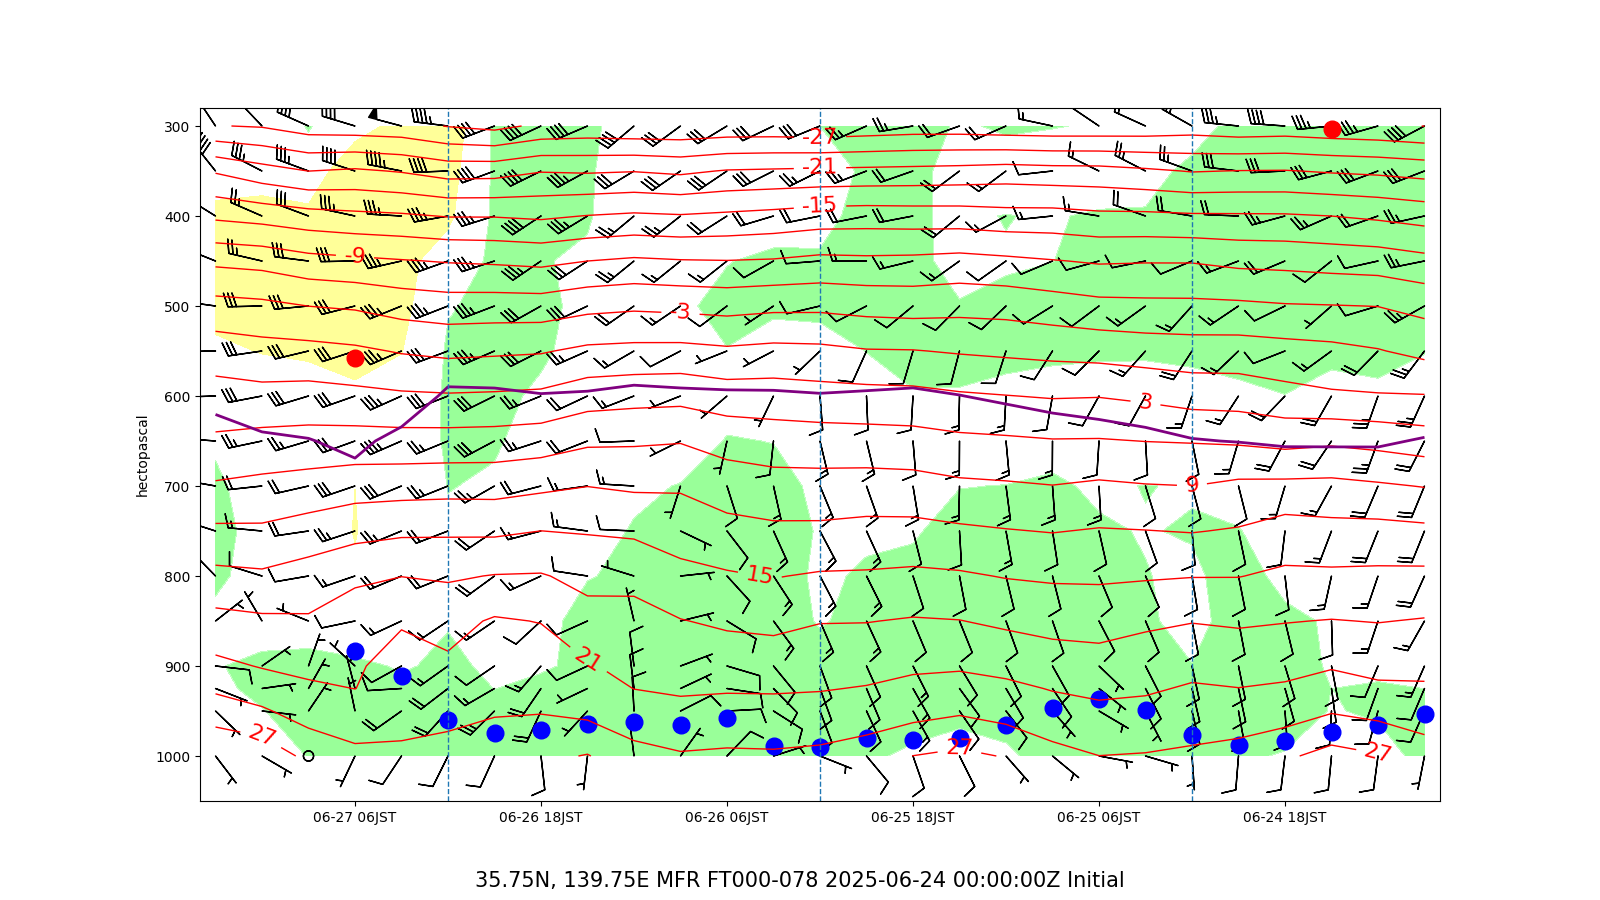 300
400
500
600
700
800
900
1000
hectopascal
-27
-21
-15
-9
-3
3
9
15
21
27
27
27
06-27 06JST
06-26 18JST
06-26 06JST
06-25 18JST
06-25 06JST
06-24 18JST
35.75N, 139.75E MFR FT000-078 2025-06-24 00:00:00Z Initial